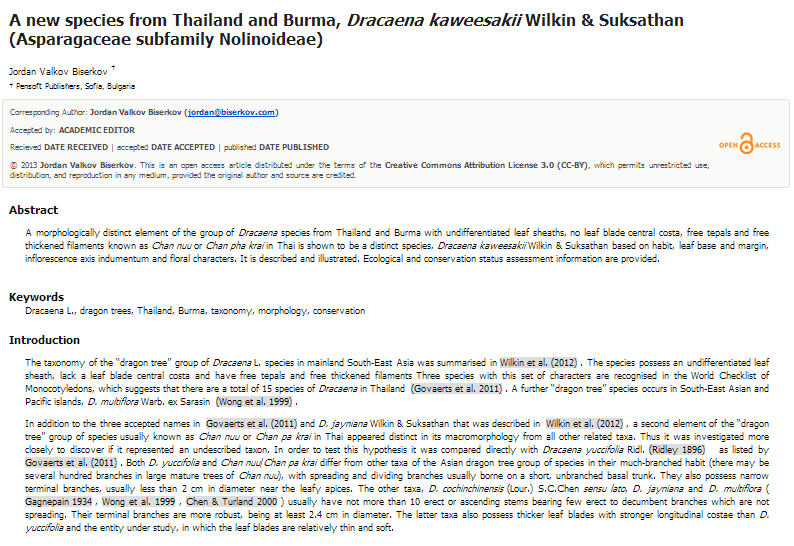 A new species from Thailand and Burma, Dracaena kaweesakii Wilkin & Suksathan
(Asparagaceae subfamily Nolinoideae)
Jordan Valkov Biserkov †
† Pensoft Publishers, Sofia, Bulgaria
Corresponding Author: Jordan Valkov Biserkov (jordan@biserkov.com)
Accepted by: ACADEMIC EDITOR
Recieved DATE RECEIVED | accepted DATE ACCEPTED | published DATE PUBLISHED
OPEN ACCESS
© 2013 Jordan Valkov Biserkov. This is an open access article distributed under the terms of the Creative Commons Attribution License 3.0 (CC-BY), which permits unrestricted use,
distribution, and reproduction in any medium, provided the original author and source are credited.
Abstract
A morphologically distinct element of the group of Dracaena species from Thailand and Burma with undifferentiated leaf sheaths, no leaf blade central costa, free tepals and free
thickened filaments known as Chan nuu or Chan pha krai in Thai is shown to be a distinct species, Dracaena kaweesakii Wilkin & Suksathan based on habit, leaf base and margin,
inflorescence axis indumentum and floral characters. It is described and illustrated. Ecological and conservation status assessment information are provided.
Keywords
Dracaena L., dragon trees, Thailand, Burma, taxonomy, morphology, conservation
Introduction
The taxonomy of the “dragon tree” group of Dracaena L. species in mainland South-East Asia was summarised in Wilkin et al. (2012) . The species possess an undifferentiated leaf
sheath, lack a leaf blade central costa and have free tepals and free thickened filaments Three species with this set of characters are recognised in the World Checklist of
Monocotyledons, which suggests that there are a total of 15 species of Dracaena in Thailand (Govaerts et al. 2011) . A further “dragon tree” species occurs in South-East Asian and
Pacific islands, D. multiflora Warb. ex Sarasin (Wong et al. 1999) .
In addition to the three accepted names in Govaerts et al. (2011) and D. jayniana Wilkin & Suksathan that was described in Wilkin et al. (2012) , a second element of the “dragon
tree” group of species usually known as Chan nuu or Chan pa krai in Thai appeared distinct in its macromorphology from all other related taxa. Thus it was investigated more
closely to discover if it represented an undescribed taxon. In order to test this hypothesis it was compared directly with Dracaena yuccifolia Ridl. (Ridley 1896) as listed by
Govaerts et al. (2011) . Both D. yuccifolia and Chan nuu/Chan pa krai differ from other taxa of the Asian dragon tree group of species in their much-branched habit (there may be
several hundred branches in large mature trees of Chan nuu), with spreading and dividing branches usually borne on a short, unbranched basal trunk. They also possess narrow
terminal branches, usually less than 2 cm in diameter near the leafy apices. The other taxa, D. cochinchinensis (Lour.) S.C.Chen sensu lato, D. jayniana and D. multiflora (
Gagnepain 1934 , Wong et al. 1999 , Chen & Turland 2000 ) usually have not more than 10 erect or ascending stems bearing few erect to decumbent branches which are not
spreading. Their terminal branches are more robust, being at least 2.4 cm in diameter. The latter taxa also possess thicker leaf blades with stronger longitudinal costae than D.
yuccifolia and the entity under study, in which the leaf blades are relatively thin and soft.